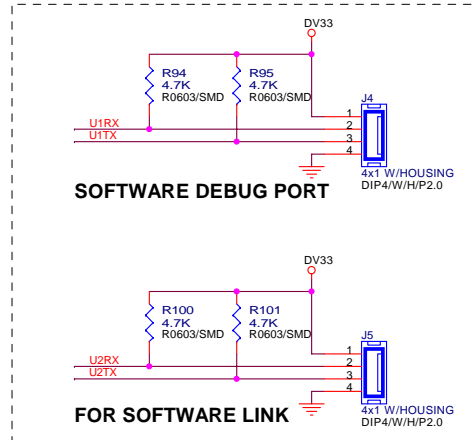 DV33
R94
4.7K
R0603/SMD
R95
4.7K
R0603/SMD
J4
U1RX
U1TX
1
2
3
4
4x1 W/HOUSING
DIP4/W/H/P2.0
SOFTWARE DEBUG PORT
DV33
R100
4.7K
R0603/SMD
R101
4.7K
R0603/SMD
J5
U2RX
U2TX
1
2
3
4
4x1 W/HOUSING
DIP4/W/H/P2.0
FOR SOFTWARE LINK